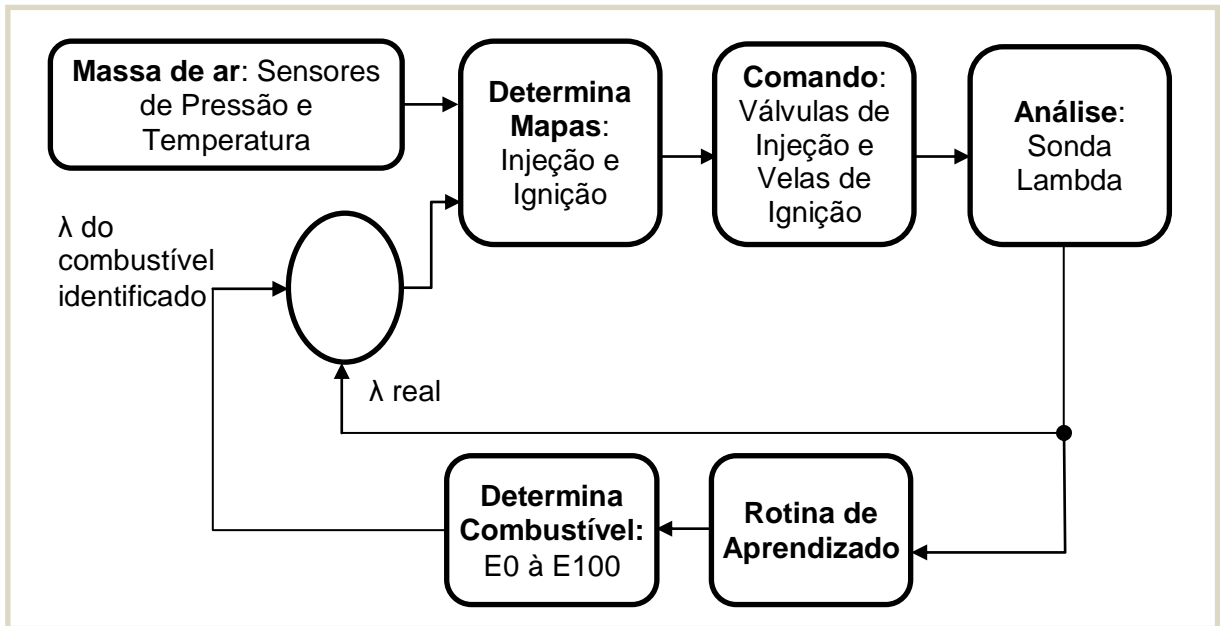 Massa de ar: Sensores
de Pressão e
Temperatura
Determina
Mapas:
Injeção e
Ignição
Comando:
Válvulas de
Injeção e
Velas de
Ignição
Análise:
Sonda
Lambda
λ do
combustível
identificado
λ real
Determina
Combustível:
E0 à E100
Rotina de
Aprendizado